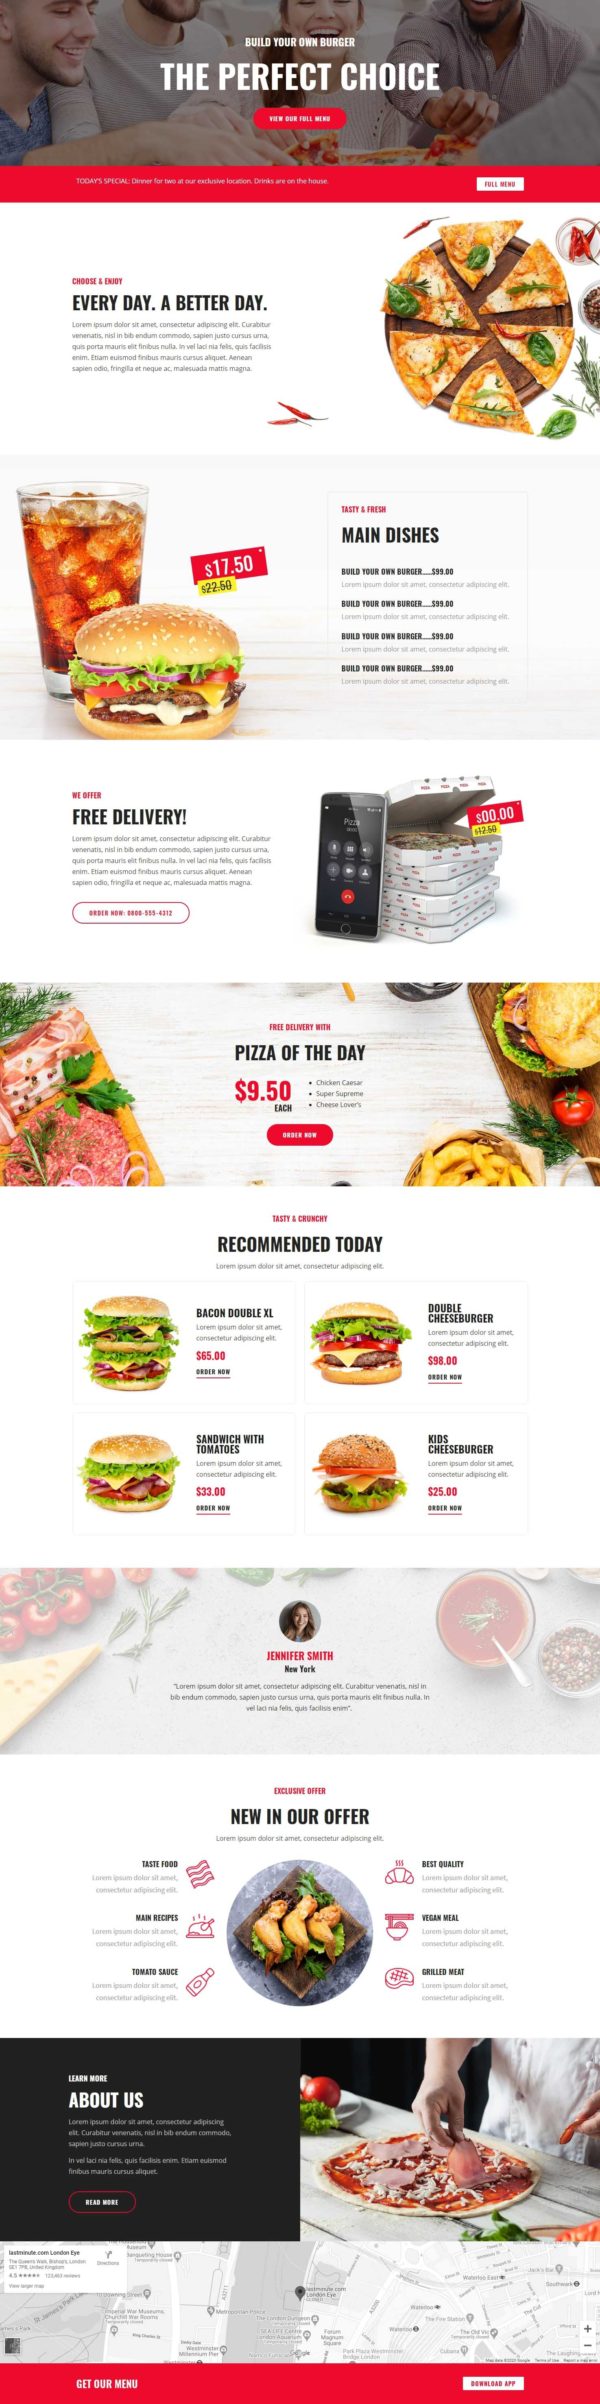 BUILD YOUR OWN BURGER
THE PERFECT CHOICE
VIEW OUR FULL MENU
TODAY'S SPECIAL: Dinner for two at our exclusive location. Drinks are on the house.
FULL MENU
CHOOSE & ENJOY
EVERY DAY. A BETTER DAY.
Lorem ipsum dolor sit amet, consectetur adipiscing elit. Curabitur
venenatis, nisl in bibendum commodo, sapien justo cursus urna,
quis porta mauris elit finibus nulla. In vel laci nia felis, quis facilisis
enim. Etiam euismod finibus mauris cursus aliquet. Aenean
sapien odio, fringilla et neque ac, malesuada mattis magna.
$17.50
$22.50
TASTY & FRESH
MAIN DISHES
BUILD YOUR OWN BURGER.....$99.00
Lorem ipsum dolor sit amet, consectetur adipiscing elit.
BUILD YOUR OWN BURGER.....$99.00
Lorem ipsum dolor sit amet, consectetur adipiscing elit.
BUILD YOUR OWN BURGER.....$99.00
Lorem ipsum dolor sit amet, consectetur adipiscing elit.
BUILD YOUR OWN BURGER.....$99.00
Lorem ipsum dolor sit amet, consectetur adipiscing elit.
WE OFFER
FREE DELIVERY!
Lorem ipsum dolor sit amet, consectetur adipiscing elit. Curabitur
venenatis, nisl in bibendum commodo, sapien justo cursus urna,
quis porta mauris elit finibus nulla. In vel laci nia felis, quis facilisis
enim. Etiam euismod finibus mauris cursus aliquet. Aenean
sapien odio, fringilla et neque ac, malesuada mattis magna.
ORDER NOW: 0800-555-4312
Pizza
PIZZA
$00.00
$12.50
FREE DELIVERY WITH
PIZZA OF THE DAY
$9.50
EACH
• Chicken Caesar
• Super Supreme
• Cheese Lover's
ORDER NOW
TASTY & CRUNCHY
RECOMMENDED TODAY
Lorem ipsum dolor sit amet, consectetur adipiscing elit.
BACON DOUBLE XL
Lorem ipsum dolor sit amet,
consectetur adipiscing elit.
$65.00
ORDER NOW
DOUBLE
CHEESEBURGER
Lorem ipsum dolor sit amet,
consectetur adipiscing elit.
$98.00
ORDER NOW
SANDWICH WITH
TOMATOES
Lorem ipsum dolor sit amet,
consectetur adipiscing elit.
$33.00
ORDER NOW
KIDS
CHEESEBURGER
Lorem ipsum dolor sit amet,
consectetur adipiscing elit.
$25.00
ORDER NOW
JENNIFER SMITH
New York
"Lorem ipsum dolor sit amet, consectetur adipiscing elit. Curabitur venenatis, nisl in
bib endum commodo, sapien justo cursus urna, quis porta mauris elit finibus nulla. In
vel laci nia felis, quis facilisis enim".
EXCLUSIVE OFFER
NEW IN OUR OFFER
Lorem ipsum dolor sit amet, consectetur adipiscing elit.
TASTE FOOD
Lorem ipsum dolor sit amet,
consectetur adipiscing elit.
MAIN RECIPES
Lorem ipsum dolor sit amet,
consectetur adipiscing elit.
TOMATO SAUCE
Lorem ipsum dolor sit amet,
consectetur adipiscing elit.
BEST QUALITY
Lorem ipsum dolor sit amet,
consectetur adipiscing elit.
VEGAN MEAL
Lorem ipsum dolor sit amet,
consectetur adipiscing elit.
GRILLED MEAT
Lorem ipsum dolor sit amet,
consectetur adipiscing elit.
LEARN MORE
ABOUT US
Lorem ipsum dolor sit amet, consectetur adipiscing
elit. Curabitur venenatis, nisl in bib endum commodo,
sapien justo cursus urna.
In vel laci nia felis, quis facilisis enim. Etiam euismod
finibus mauris cursus aliquet.
READ MORE
lastminute.com London Eye
Directions
View larger map
Metropolitan Police
lastminute.com
London Eye
Forum
Magnum
Square
Waterloo East
Southwark
Jack's Bar
The Fire Station
The Old Vic
Cubana
Google
GET OUR MENU
DOWNLOAD APP